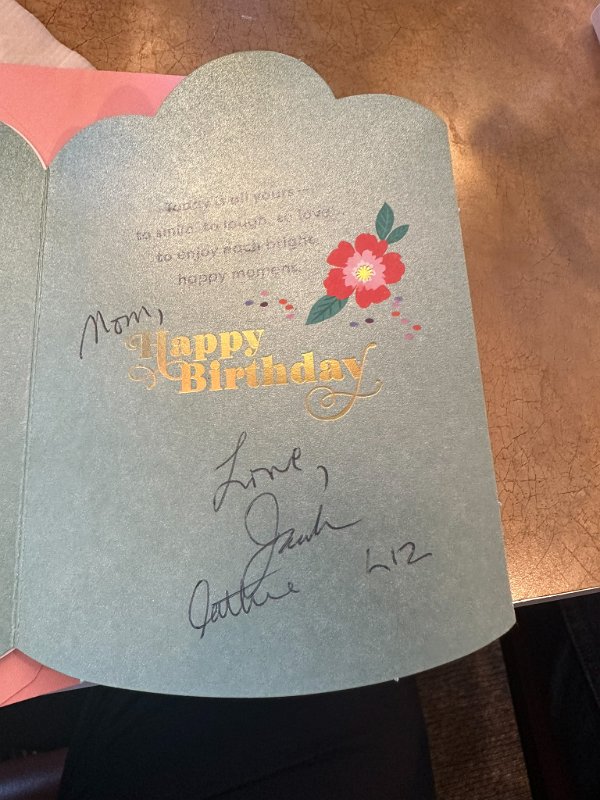 Today is all yours—
to smile, to laugh, to love...
to enjoy each bright,
happy moment.
Mom,
Happy
Birthday
Love,
LIZ